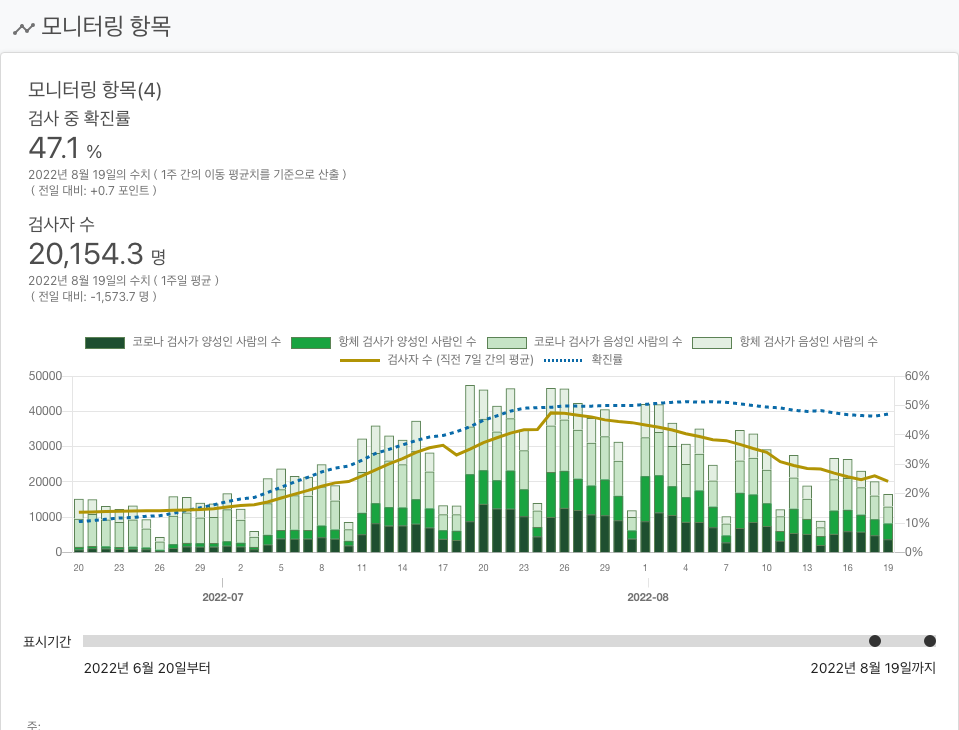 모니터링 항목
모니터링 항목(4)
검사 중 확진률
47.1 %
2022년 8월 19일의 수치 ( 1주 간의 이동 평균치를 기준으로 산출 )
( 전일 대비: +0.7 포인트 )
검사자 수
20,154.3 명
2022년 8월 19일의 수치 ( 1주일 평균 )
( 전일 대비: -1,573.7 명 )
코로나 검사가 양성인 사람의 수 항체 검사가 양성인 사람인 수 코로나 검사가 음성인 사람의 수 항체 검사가 음성인 사람의 수
검사자 수 (직전 7일 간의 평균) 확진률
50000 60%
40000 50%
30000 40%
20000 30%
10000 20%
0 10%
0%
20 23 26 29 2 5 8 11 14 17 20 23 26 29 1 4 7 10 13 16 19
2022-07 2022-08
표시기간
2022년 6월 20일부터 2022년 8월 19일까지
주: